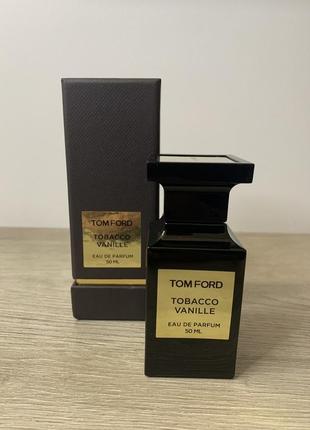 TOM FORD
TOBACCO
VANILLE
EAU DE PARFUM
50 ML
TOM FORD
TOBACCO
VANILLE
EAU DE PARFUM
50 ML